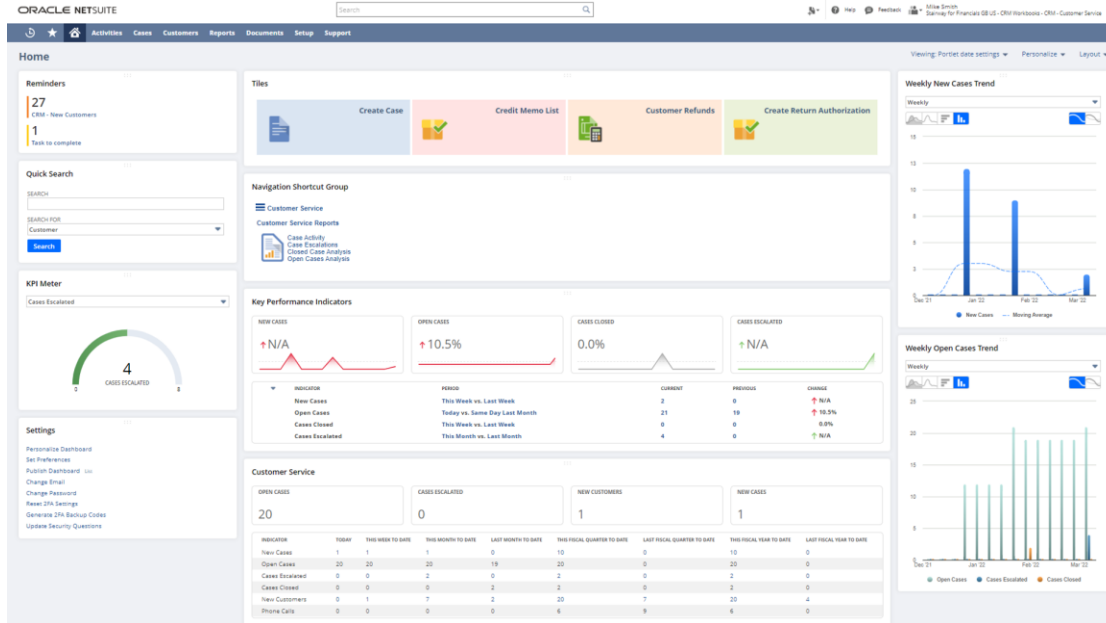 ORACLE NETSUITE
Search
Help
Feedback
Mike Smith
Stairway for Financials GB US - CRM Workbooks - CRM - Customer Service
Activities Cases Customers Reports Documents Setup Support
Home
Viewing: Portlet date settings
Personalize
Layout
Reminders
27
CRM - New Customers
1
Task to complete
Quick Search
SEARCH
SEARCH FOR
Customer
Search
KPI Meter
Cases Escalated
4
CASES ESCALATED
Settings
Personalize Dashboard
Set Preferences
Publish Dashboard
Change Email
Change Password
Reset 2FA Settings
Generate 2FA Backup Codes
Update Security Questions
Tiles
Create Case
Credit Memo List
Customer Refunds
Create Return Authorization
Navigation Shortcut Group
Customer Service
Customer Service Reports
Case Activity
Case Escalations
Closed Case Analysis
Open Cases Analysis
Key Performance Indicators
NEW CASES OPEN CASES CASES CLOSED CASES ESCALATED
N/A 10.5% 0.0% N/A
INDICATOR PERIOD CURRENT PREVIOUS CHANGE
New Cases This Week vs. Last Week 2 0 N/A
Open Cases Today vs. Same Day Last Month 21 19 10.5%
Cases Closed This Week vs. Last Week 0 0 0.0%
Cases Escalated This Month vs. Last Month 4 0 N/A
Customer Service
OPEN CASES CASES ESCALATED NEW CUSTOMERS NEW CASES
20 0 1 1
INDICATOR TODAY THIS WEEK TO DATE THIS MONTH TO DATE LAST MONTH TO DATE THIS FISCAL QUARTER TO DATE LAST FISCAL QUARTER TO DATE THIS FISCAL YEAR TO DATE LAST FISCAL YEAR TO DATE
New Cases 1 1 1 0 10 0 10 0
Open Cases 20 20 20 19 20 0 20 0
Cases Escalated 0 0 2 0 2 0 2 0
Cases Closed 0 0 0 2 2 0 2 0
New Customers 0 1 7 2 20 7 20 4
Phone Calls 0 0 0 0 6 9 6 0
Weekly New Cases Trend
Weekly
Dec '21 Jan '22 Feb '22 Mar '22
New Cases Moving Average
Weekly Open Cases Trend
Weekly
25
20
15
10
5
0
Dec '21 Jan '22 Feb '22 Mar '22
Open Cases Cases Escalated Cases Closed